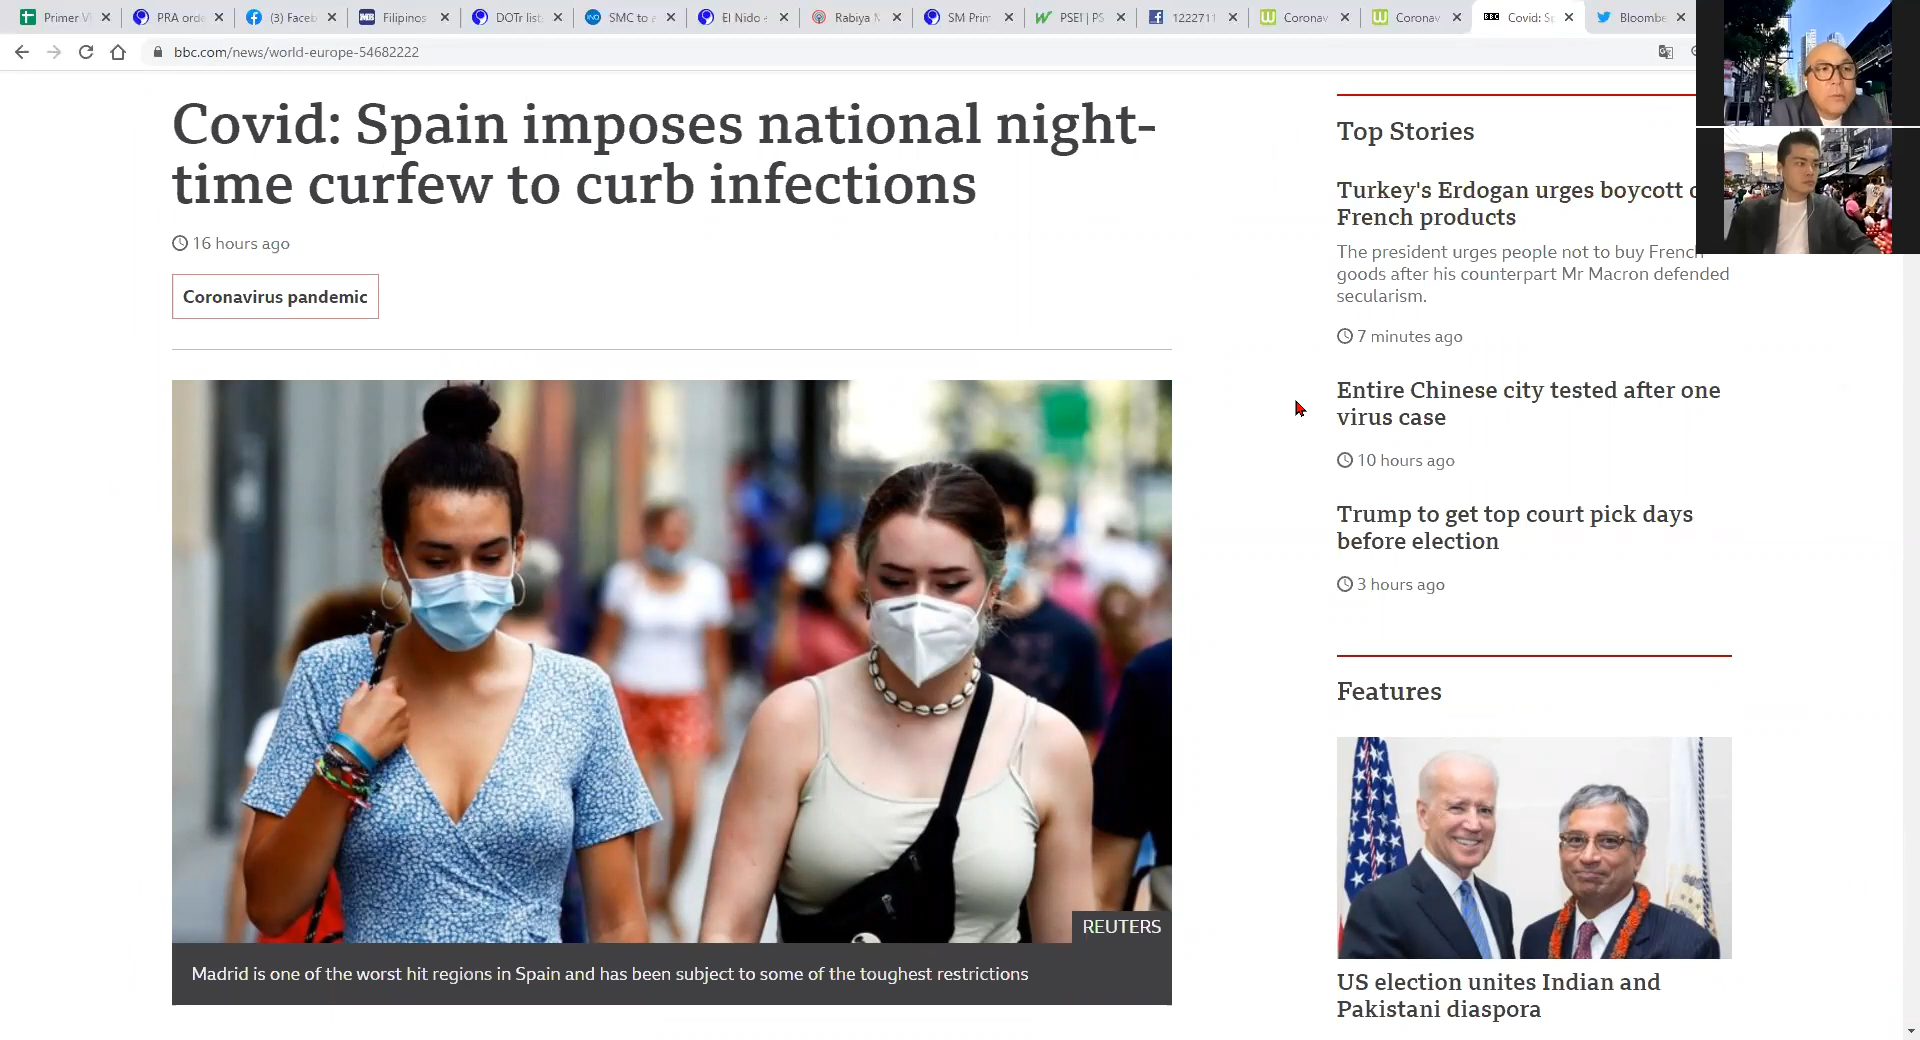 Primer Vi
PRA orde
(3) Faceb
Filipinos
DOTr list
SMC to e
El Nido
Rabiya
SM Prim
PSEI | PS
1222711
Coronav
Coronav
Covid: S
Bloombe
bbc.com/news/world-europe-54682222
Covid: Spain imposes national night-
time curfew to curb infections
16 hours ago
Coronavirus pandemic
REUTERS
Madrid is one of the worst hit regions in Spain and has been subject to some of the toughest restrictions
Top Stories
Turkey's Erdogan urges boycott
French products
The president urges people not to buy French
goods after his counterpart Mr Macron defended
secularism.
7 minutes ago
Entire Chinese city tested after one
virus case
10 hours ago
Trump to get top court pick days
before election
3 hours ago
Features
US election unites Indian and
Pakistani diaspora